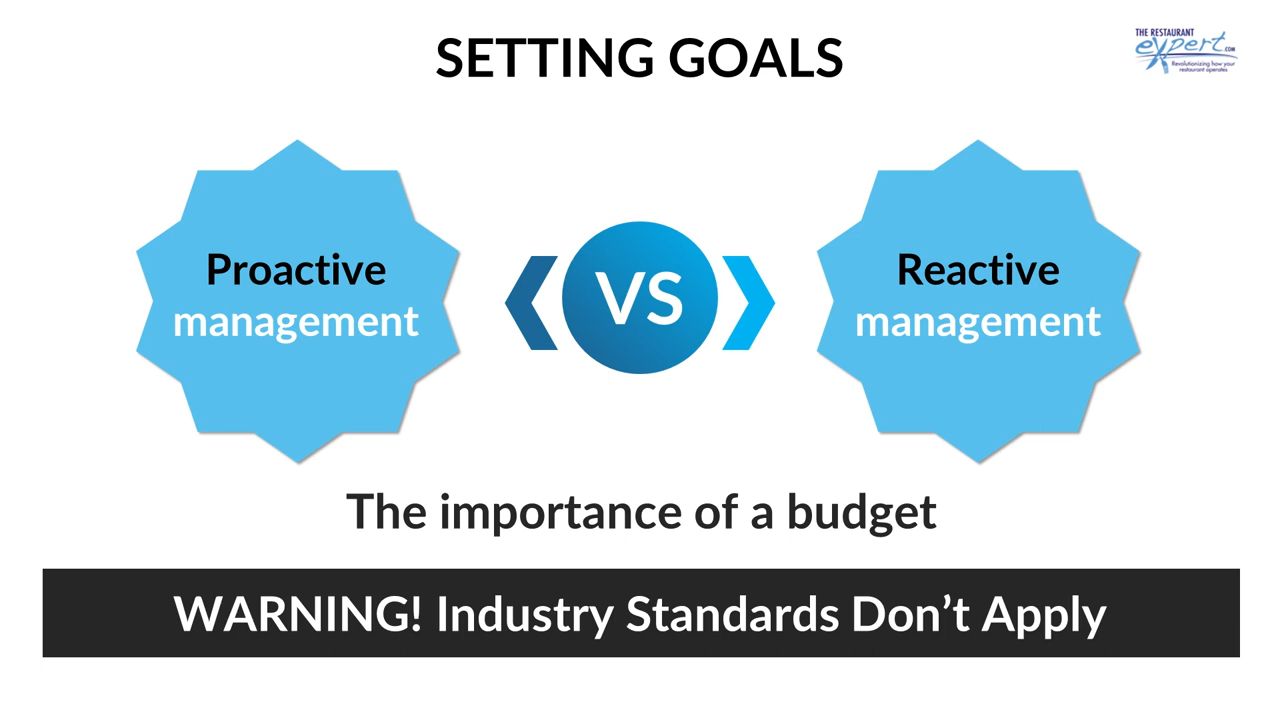 SETTING GOALS
THE RESTAURANT
expert.com
Revolutionizing how your
restaurant operates
Proactive
management
VS
Reactive
management
The importance of a budget
WARNING! Industry Standards Don’t Apply